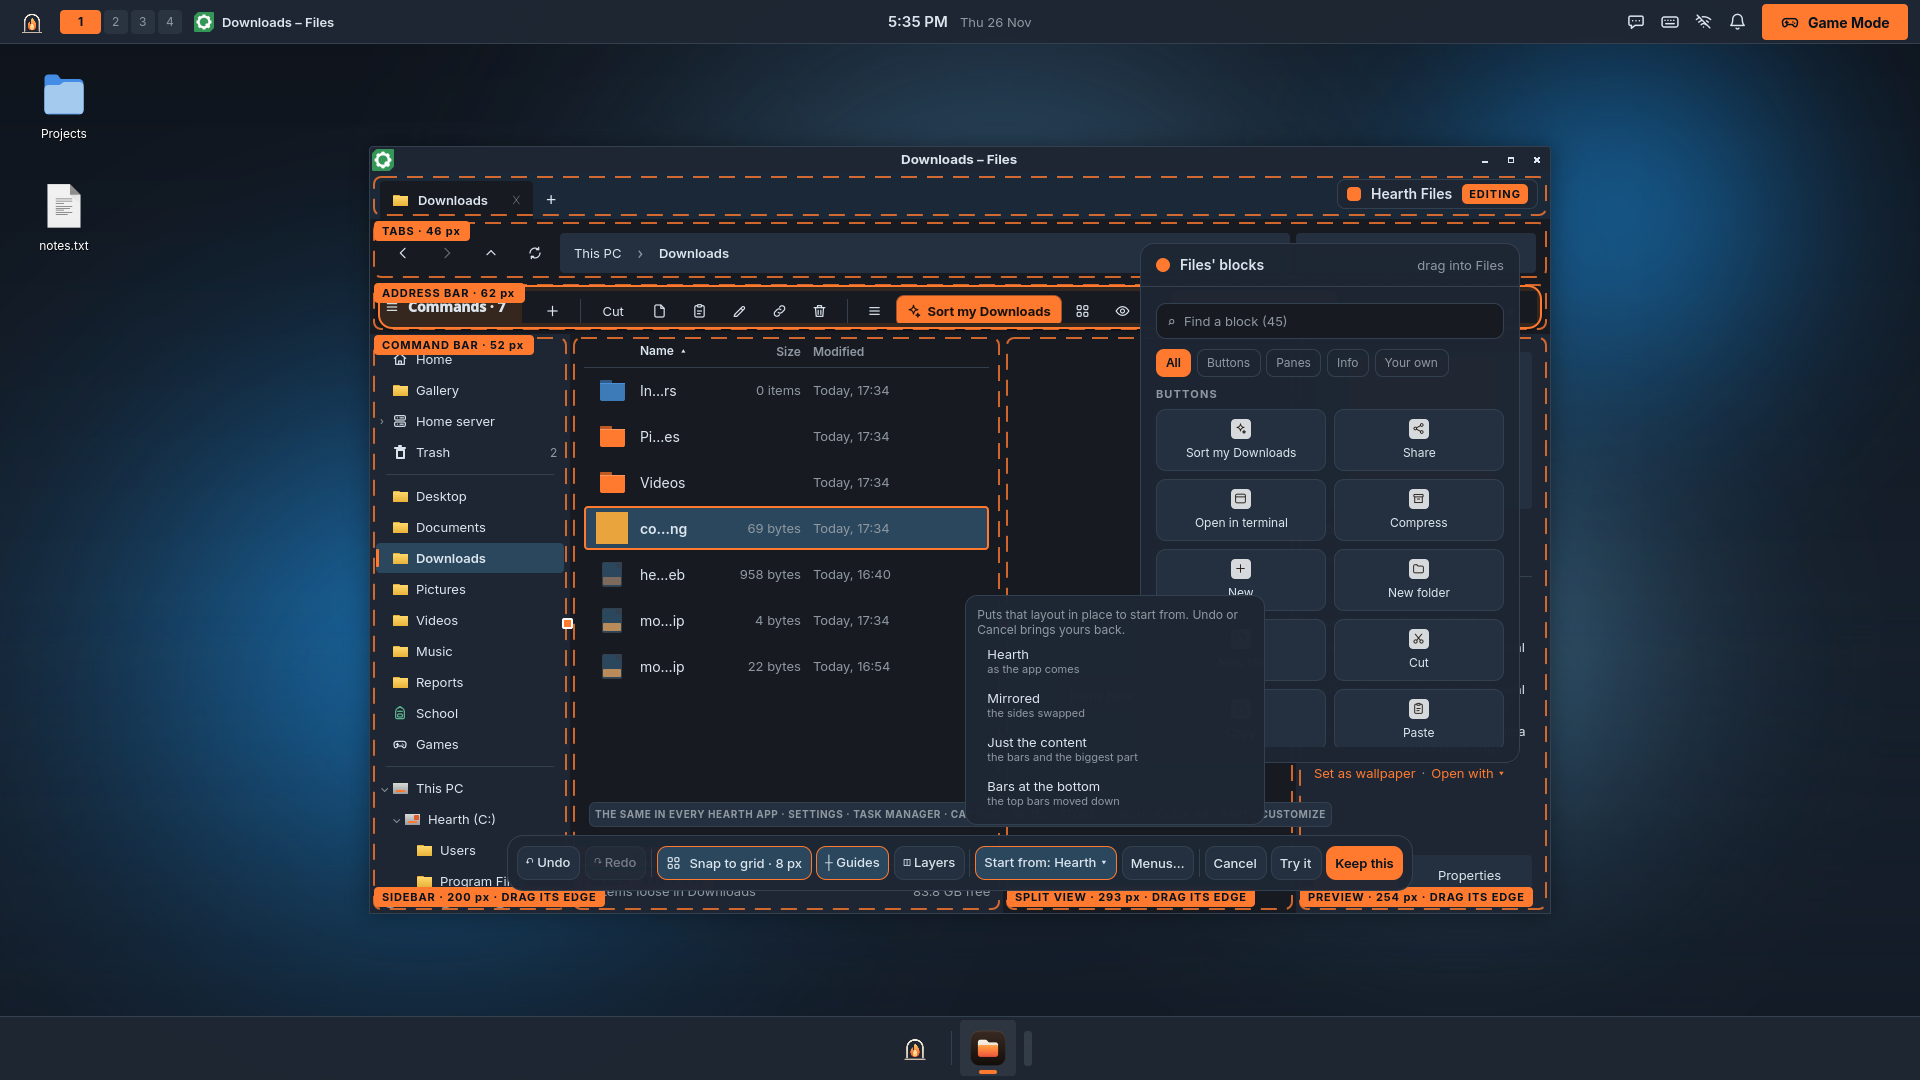 1 2 3 4 Downloads – Files
5:35 PM Thu 26 Nov
Game Mode
Projects
notes.txt
Downloads – Files
Downloads
Hearth Files EDITING
TABS · 46 px
This PC › Downloads
ADDRESS BAR · 62 px
Commands · 7
Cut
Sort my Downloads
COMMAND BAR · 52 px
Home
Gallery
Home server
Trash 2
Desktop
Documents
Downloads
Pictures
Videos
Music
Reports
School
Games
This PC
Hearth (C:)
Users
Program Fi
SIDEBAR · 200 px · DRAG ITS EDGE
Name Size Modified
In...rs 0 items Today, 17:34
Pi...es Today, 17:34
Videos Today, 17:34
co...ng 69 bytes Today, 17:34
he...eb 958 bytes Today, 16:40
mo...ip 4 bytes Today, 17:34
mo...ip 22 bytes Today, 16:54
Files' blocks drag into Files
Find a block (45)
All Buttons Panes Info Your own
BUTTONS
Sort my Downloads Share
Open in terminal Compress
New New folder
Cut
Paste
Puts that layout in place to start from. Undo or
Cancel brings yours back.
Hearth
as the app comes
Mirrored
the sides swapped
Just the content
the bars and the biggest part
Bars at the bottom
the top bars moved down
Set as wallpaper · Open with
THE SAME IN EVERY HEARTH APP · SETTINGS · TASK MANAGER · CA
CUSTOMIZE
Undo Redo Snap to grid · 8 px Guides Layers Start from: Hearth Menus... Cancel Try it Keep this
Properties
loose in Downloads 83.8 GB free
SPLIT VIEW · 293 px · DRAG ITS EDGE
PREVIEW · 254 px · DRAG ITS EDGE